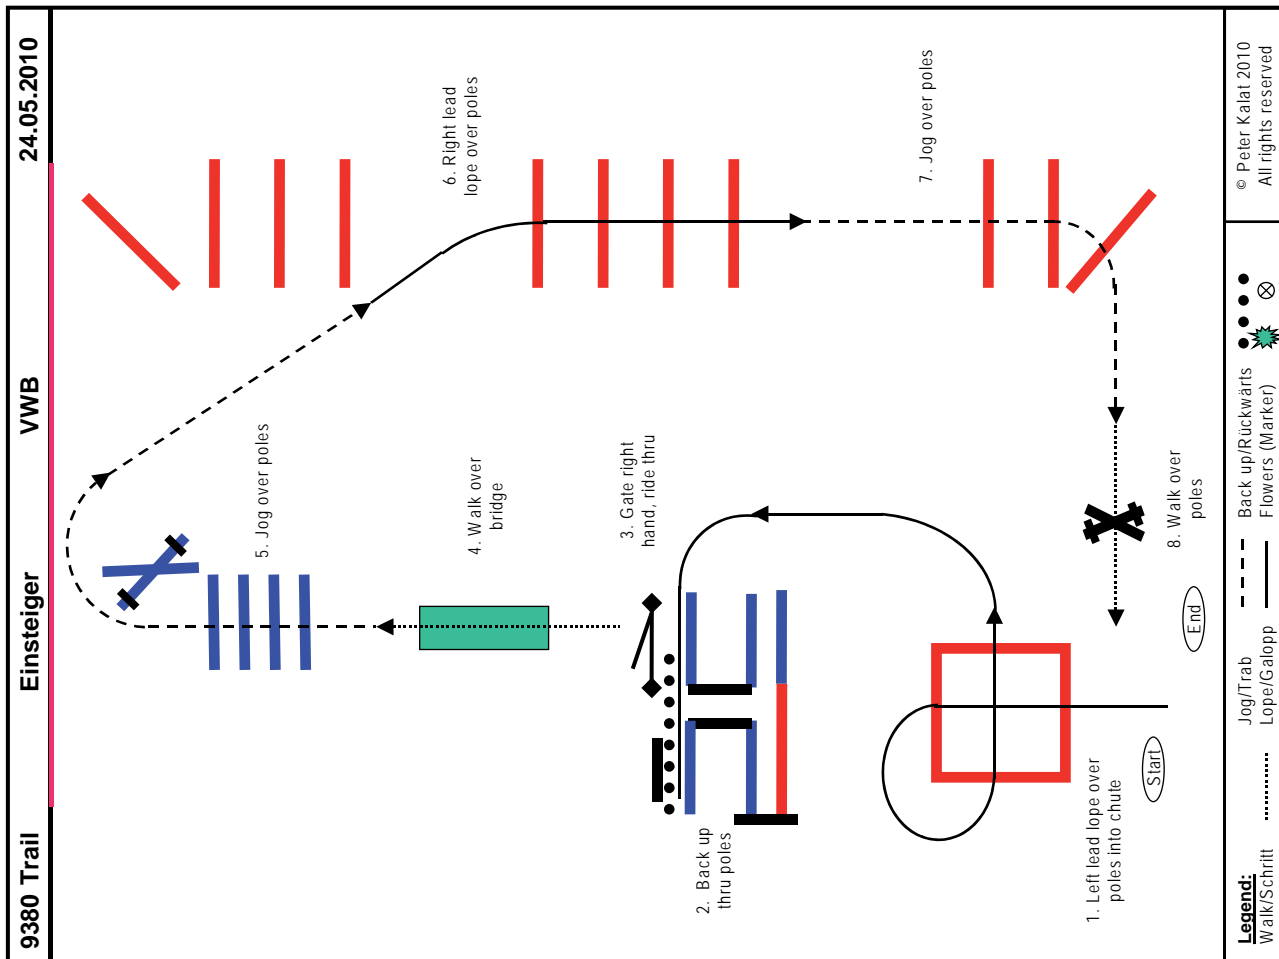 9380 Trail Einsteiger VWB 24.05.2010
1. Left lead lope over
poles into chute
Start
2. Back up
thru poles
3. Gate right
hand, ride thru
4. Walk over
bridge
5. Jog over poles
6. Right lead
lope over poles
7. Jog over poles
8. Walk over
poles
End
Legend:
Walk/Schritt
Jog/Trab
Lope/Galopp
Back up/Rückwärts
Flowers (Marker)
© Peter Kalat 2010
All rights reserved